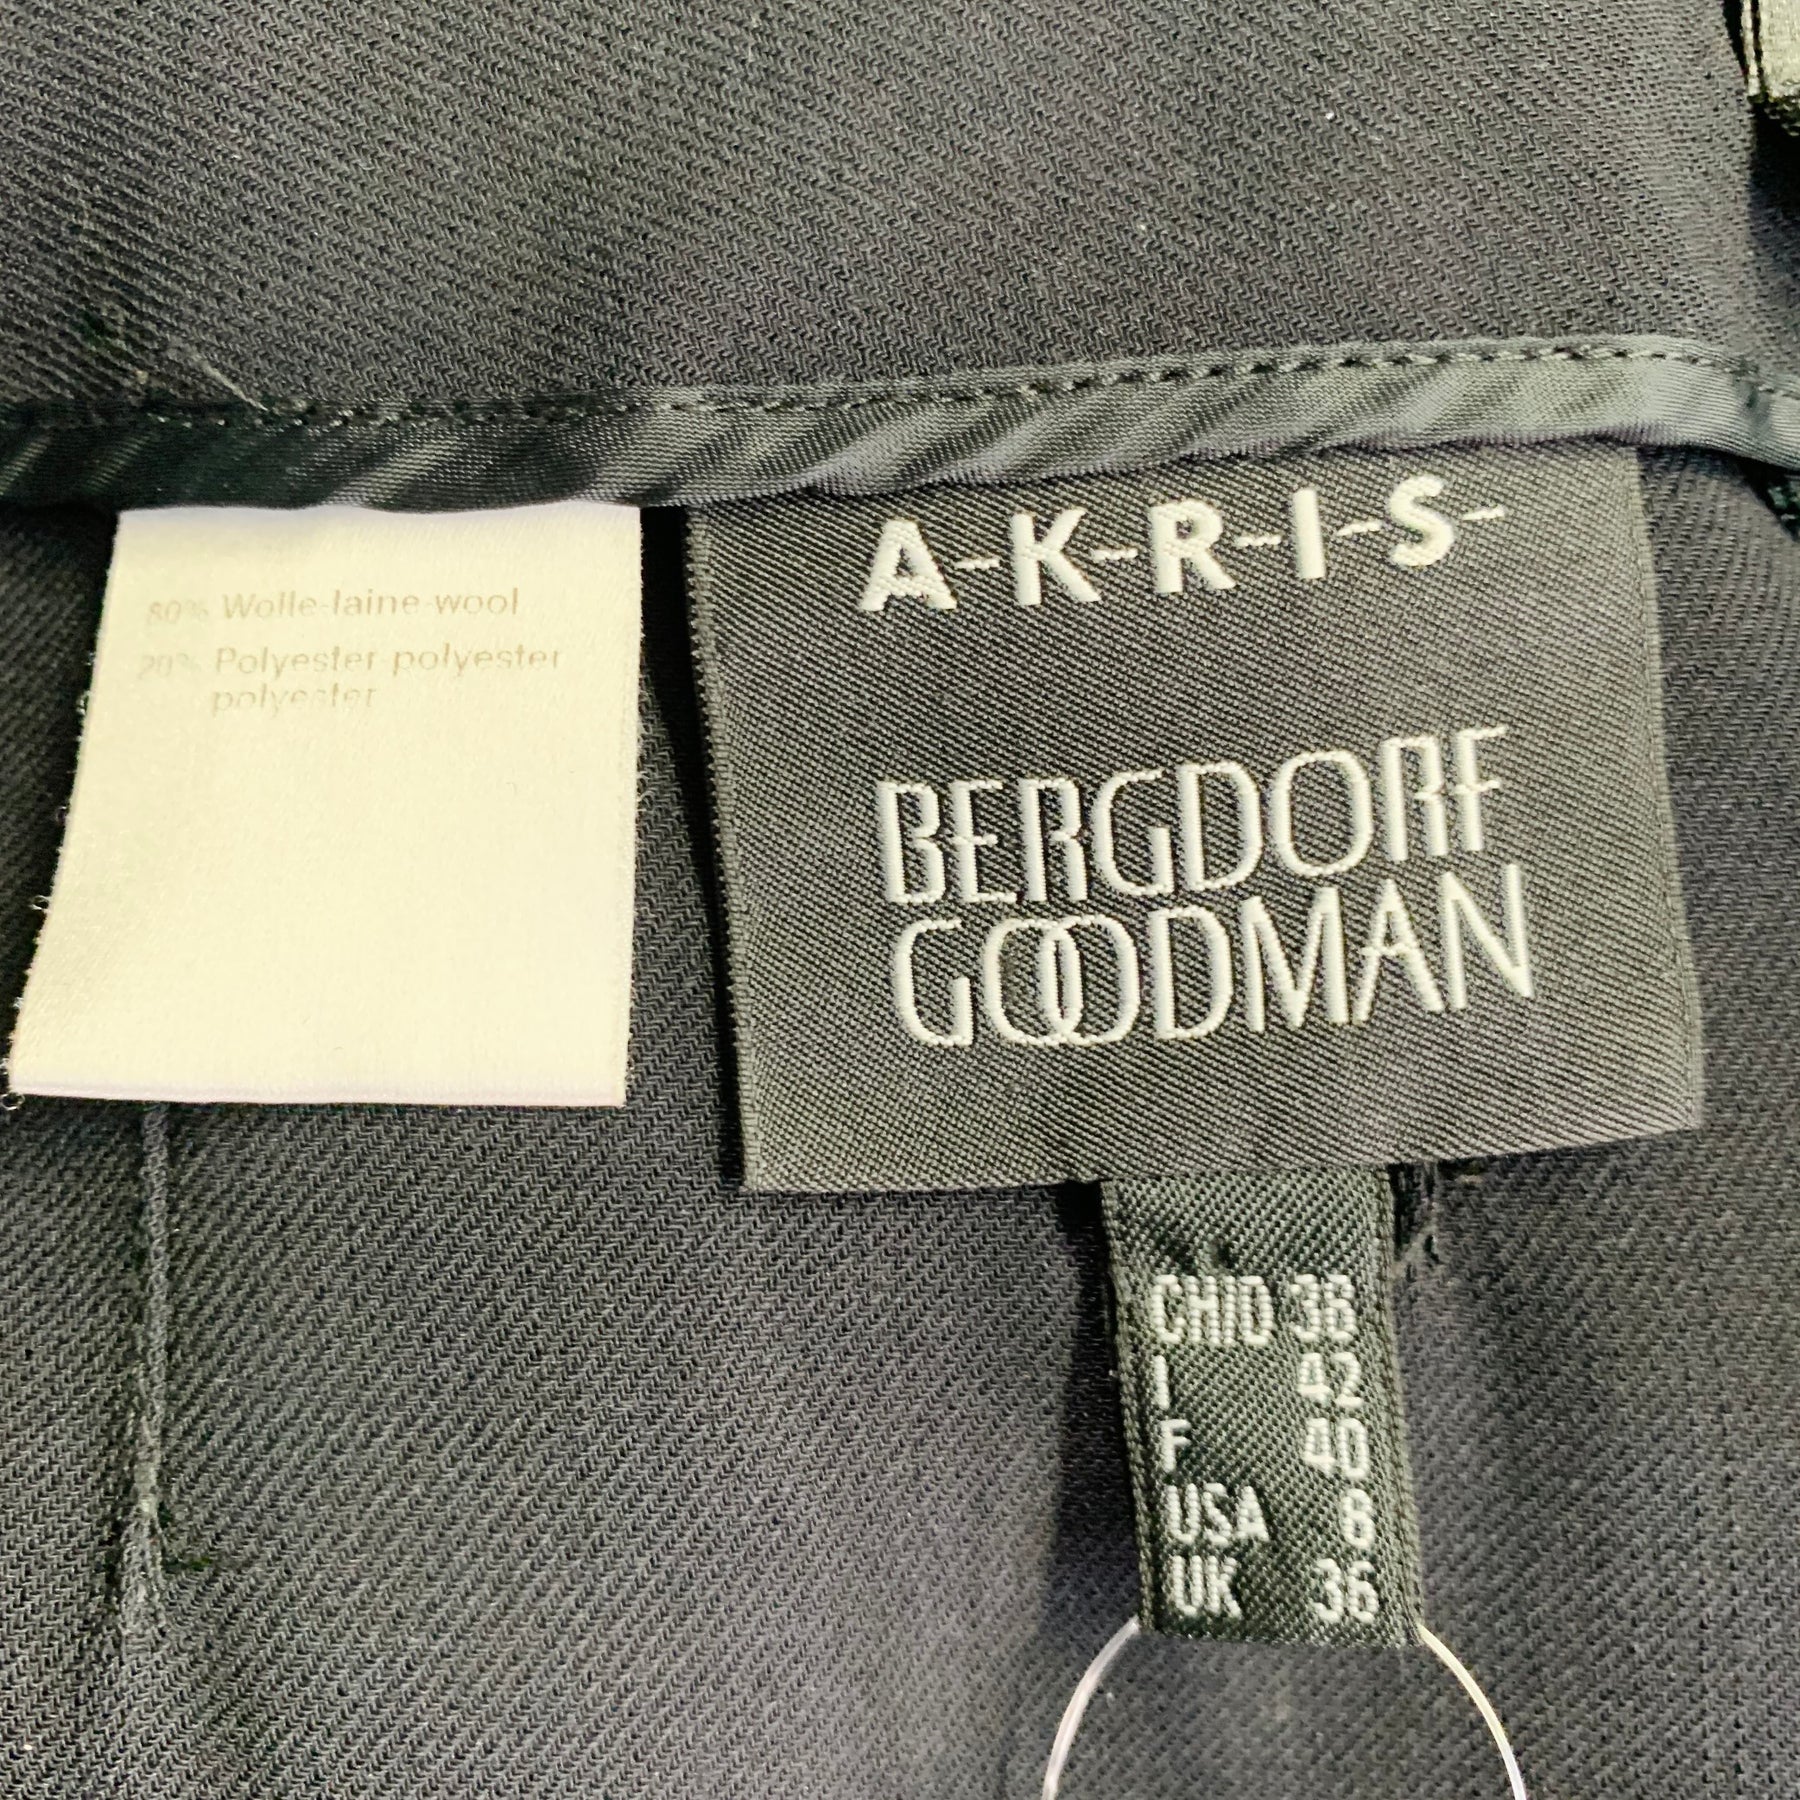 80% Wolle-laine-wool
20% Polyester-polyester
polyester
A-K-R-I-S-
BERGDORF
GOODMAN
CH/D 38
I 42
F 40
USA 8
UK 36